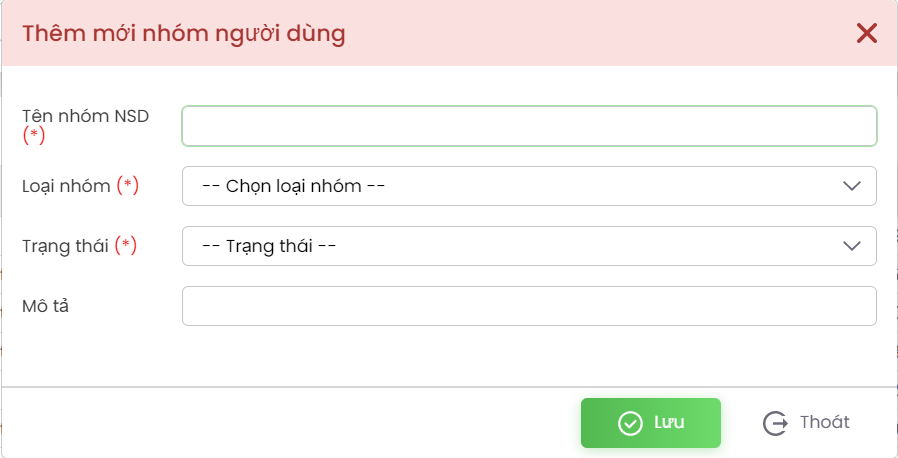 Thêm mới nhóm người dùng
Tên nhóm NSD
(*)
Loại nhóm (*)
-- Chọn loại nhóm --
Trạng thái (*)
-- Trạng thái --
Mô tả
Lưu
Thoát